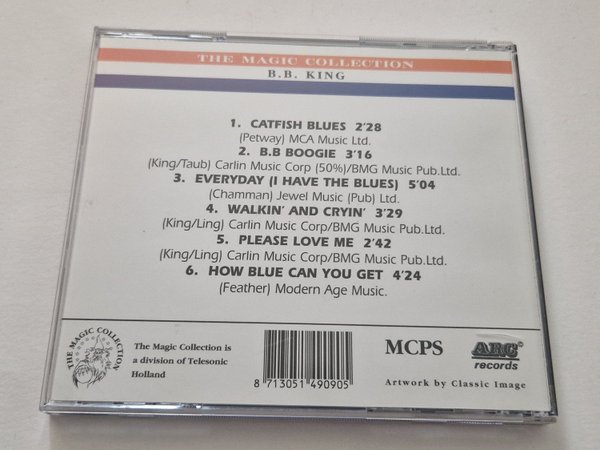 THE MAGIC COLLECTION
B.B. KING
1. CATFISH BLUES 2'28
(Petway) MCA Music Ltd.
2. B.B BOOGIE 3'16
(King/Taub) Carlin Music Corp (50%)/BMG Music Pub.Ltd.
3. EVERYDAY (I HAVE THE BLUES) 5'04
(Chamman) Jewel Music (Pub) Ltd.
4. WALKIN' AND CRYIN' 3'29
(King/Ling) Carlin Music Corp/BMG Music Pub.Ltd.
5. PLEASE LOVE ME 2'42
(King/Ling) Carlin Music Corp/BMG Music Pub.Ltd.
6. HOW BLUE CAN YOU GET 4'24
(Feather) Modern Age Music.
THE MAGIC COLLECTION
The Magic Collection is
a division of Telesonic
Holland
8 713051 490905
MCPS
ARC
records
Artwork by Classic Image